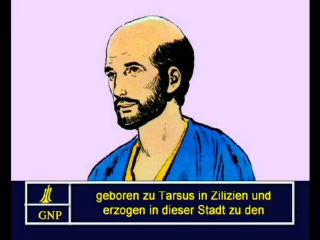 geboren zu Tarsus in Zilizien und
erzogen in dieser Stadt zu den
GNP